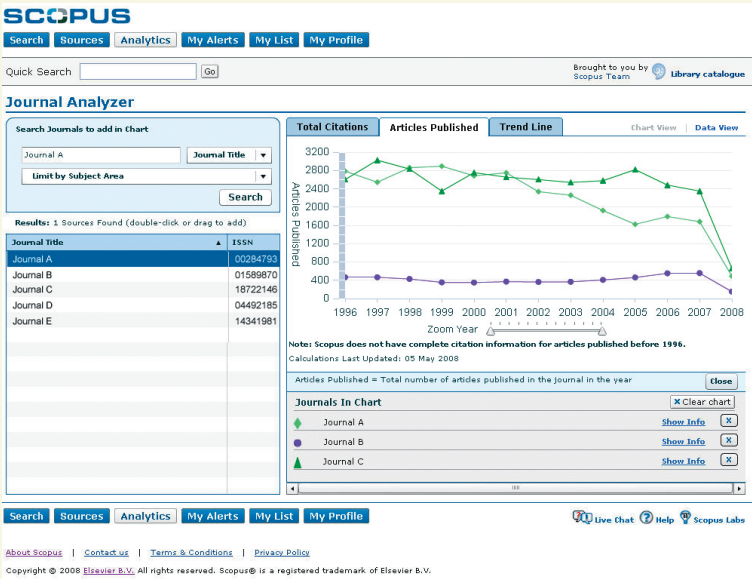 SCOPUS
Search Sources Analytics My Alerts My List My Profile
Quick Search Go
Brought to you by
Scopus Team
Library catalogue
Journal Analyzer
Search Journals to add in Chart
Journal A Journal Title
Limit by Subject Area
Search
Results: 1 Sources Found (double-click or drag to add)
Journal Title ISSN
Journal A 00284793
Journal B 01589870
Journal C 18722146
Journal D 04492185
Journal E 14341981
Total Citations Articles Published Trend Line
Chart View | Data View
Articles Published
3200
2800
2400
2000
1600
1200
800
400
0
1996 1997 1998 1999 2000 2001 2002 2003 2004 2005 2006 2007 2008
Zoom Year
Note: Scopus does not have complete citation information for articles published before 1996.
Calculations Last Updated: 05 May 2008
Articles Published = Total number of articles published in the journal in the year
Close
Journals In Chart
× Clear chart
Journal A Show Info ×
Journal B Show Info ×
Journal C Show Info ×
Search Sources Analytics My Alerts My List My Profile
Live Chat Help Scopus Labs
About Scopus | Contact us | Terms & Conditions | Privacy Policy
Copyright © 2008 Elsevier B.V. All rights reserved. Scopus® is a registered trademark of Elsevier B.V.